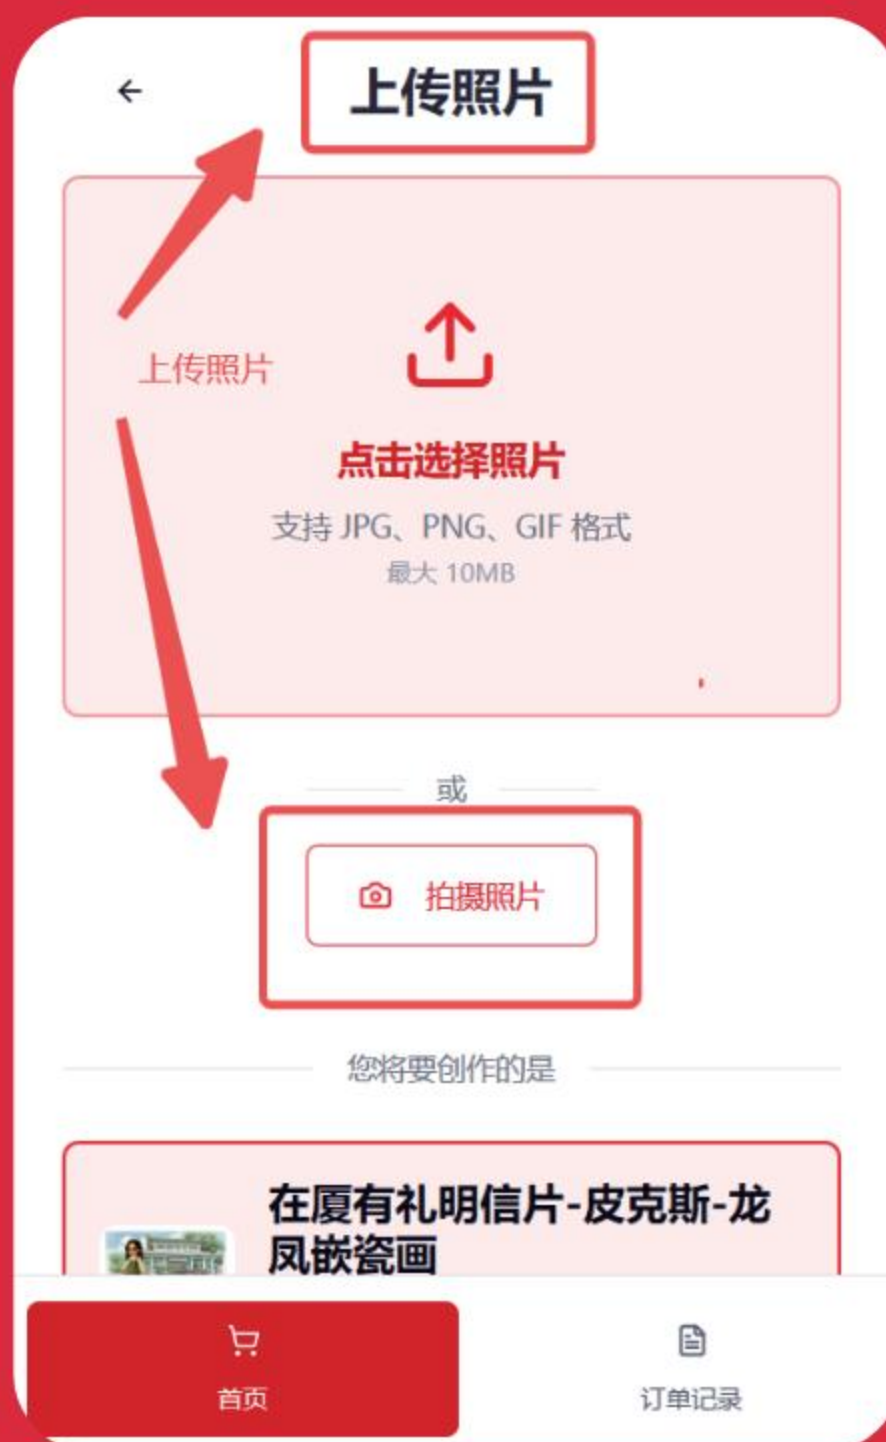 上传照片
上传照片
点击选择照片
支持 JPG、PNG、GIF 格式
最大 10MB
或
拍摄照片
您将要创作的是
在厦有礼明信片-皮克斯-龙
凤嵌瓷画
首页
订单记录